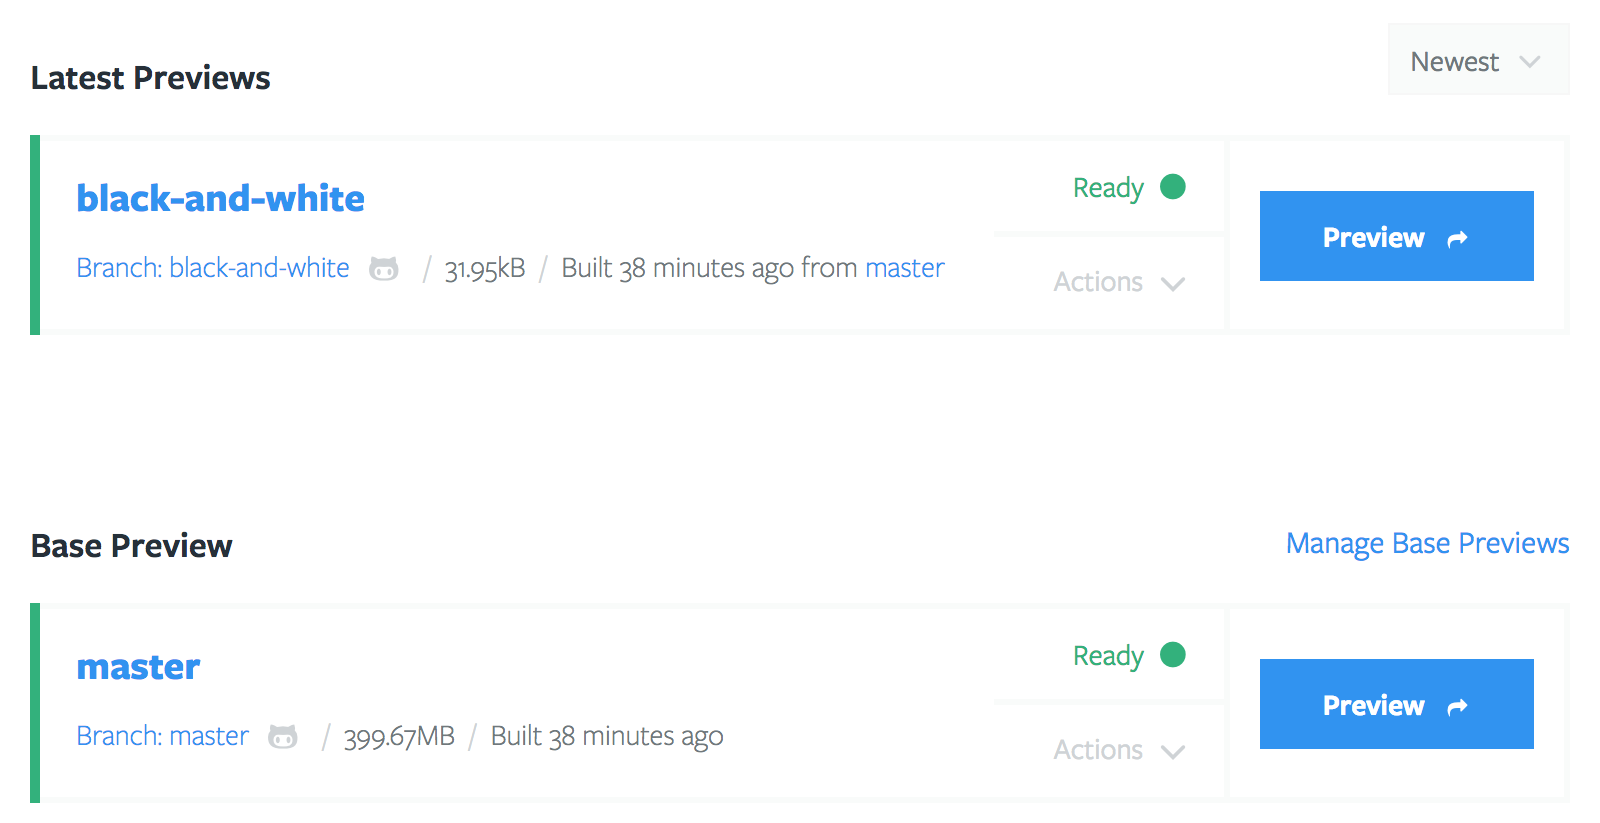 Newest
Latest Previews
black-and-white
Ready
Branch: black-and-white / 31.95kB / Built 38 minutes ago from master
Actions
Preview
Base Preview
Manage Base Previews
master
Ready
Branch: master / 399.67MB / Built 38 minutes ago
Actions
Preview